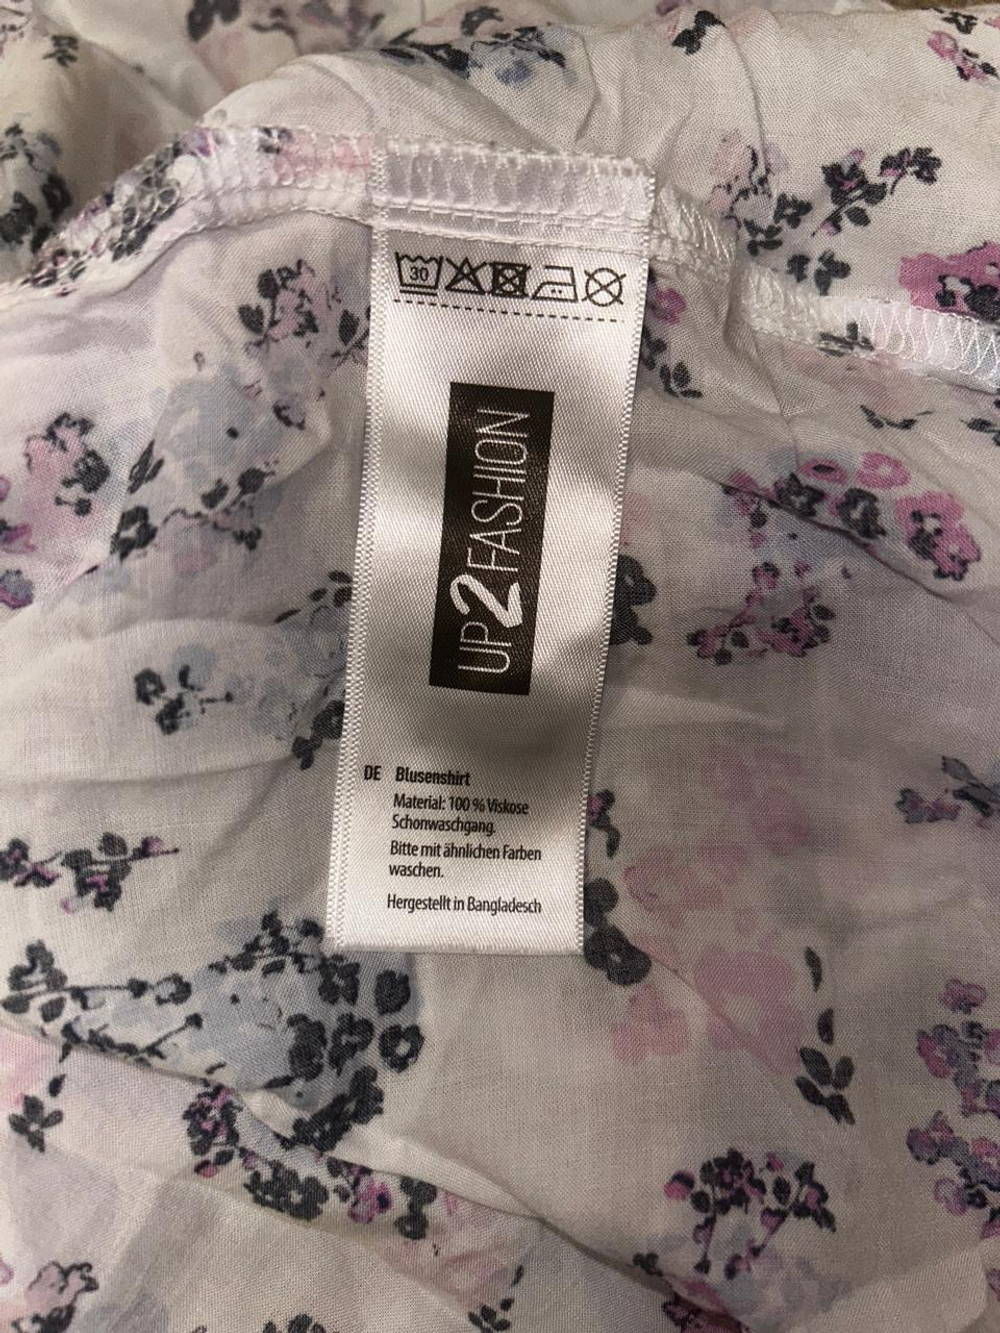 30
UP2FASHION
DE Blusenshirt
Material: 100 % Viskose
Schonwaschgang.
Bitte mit ähnlichen Farben
waschen.
Hergestellt in Bangladesch